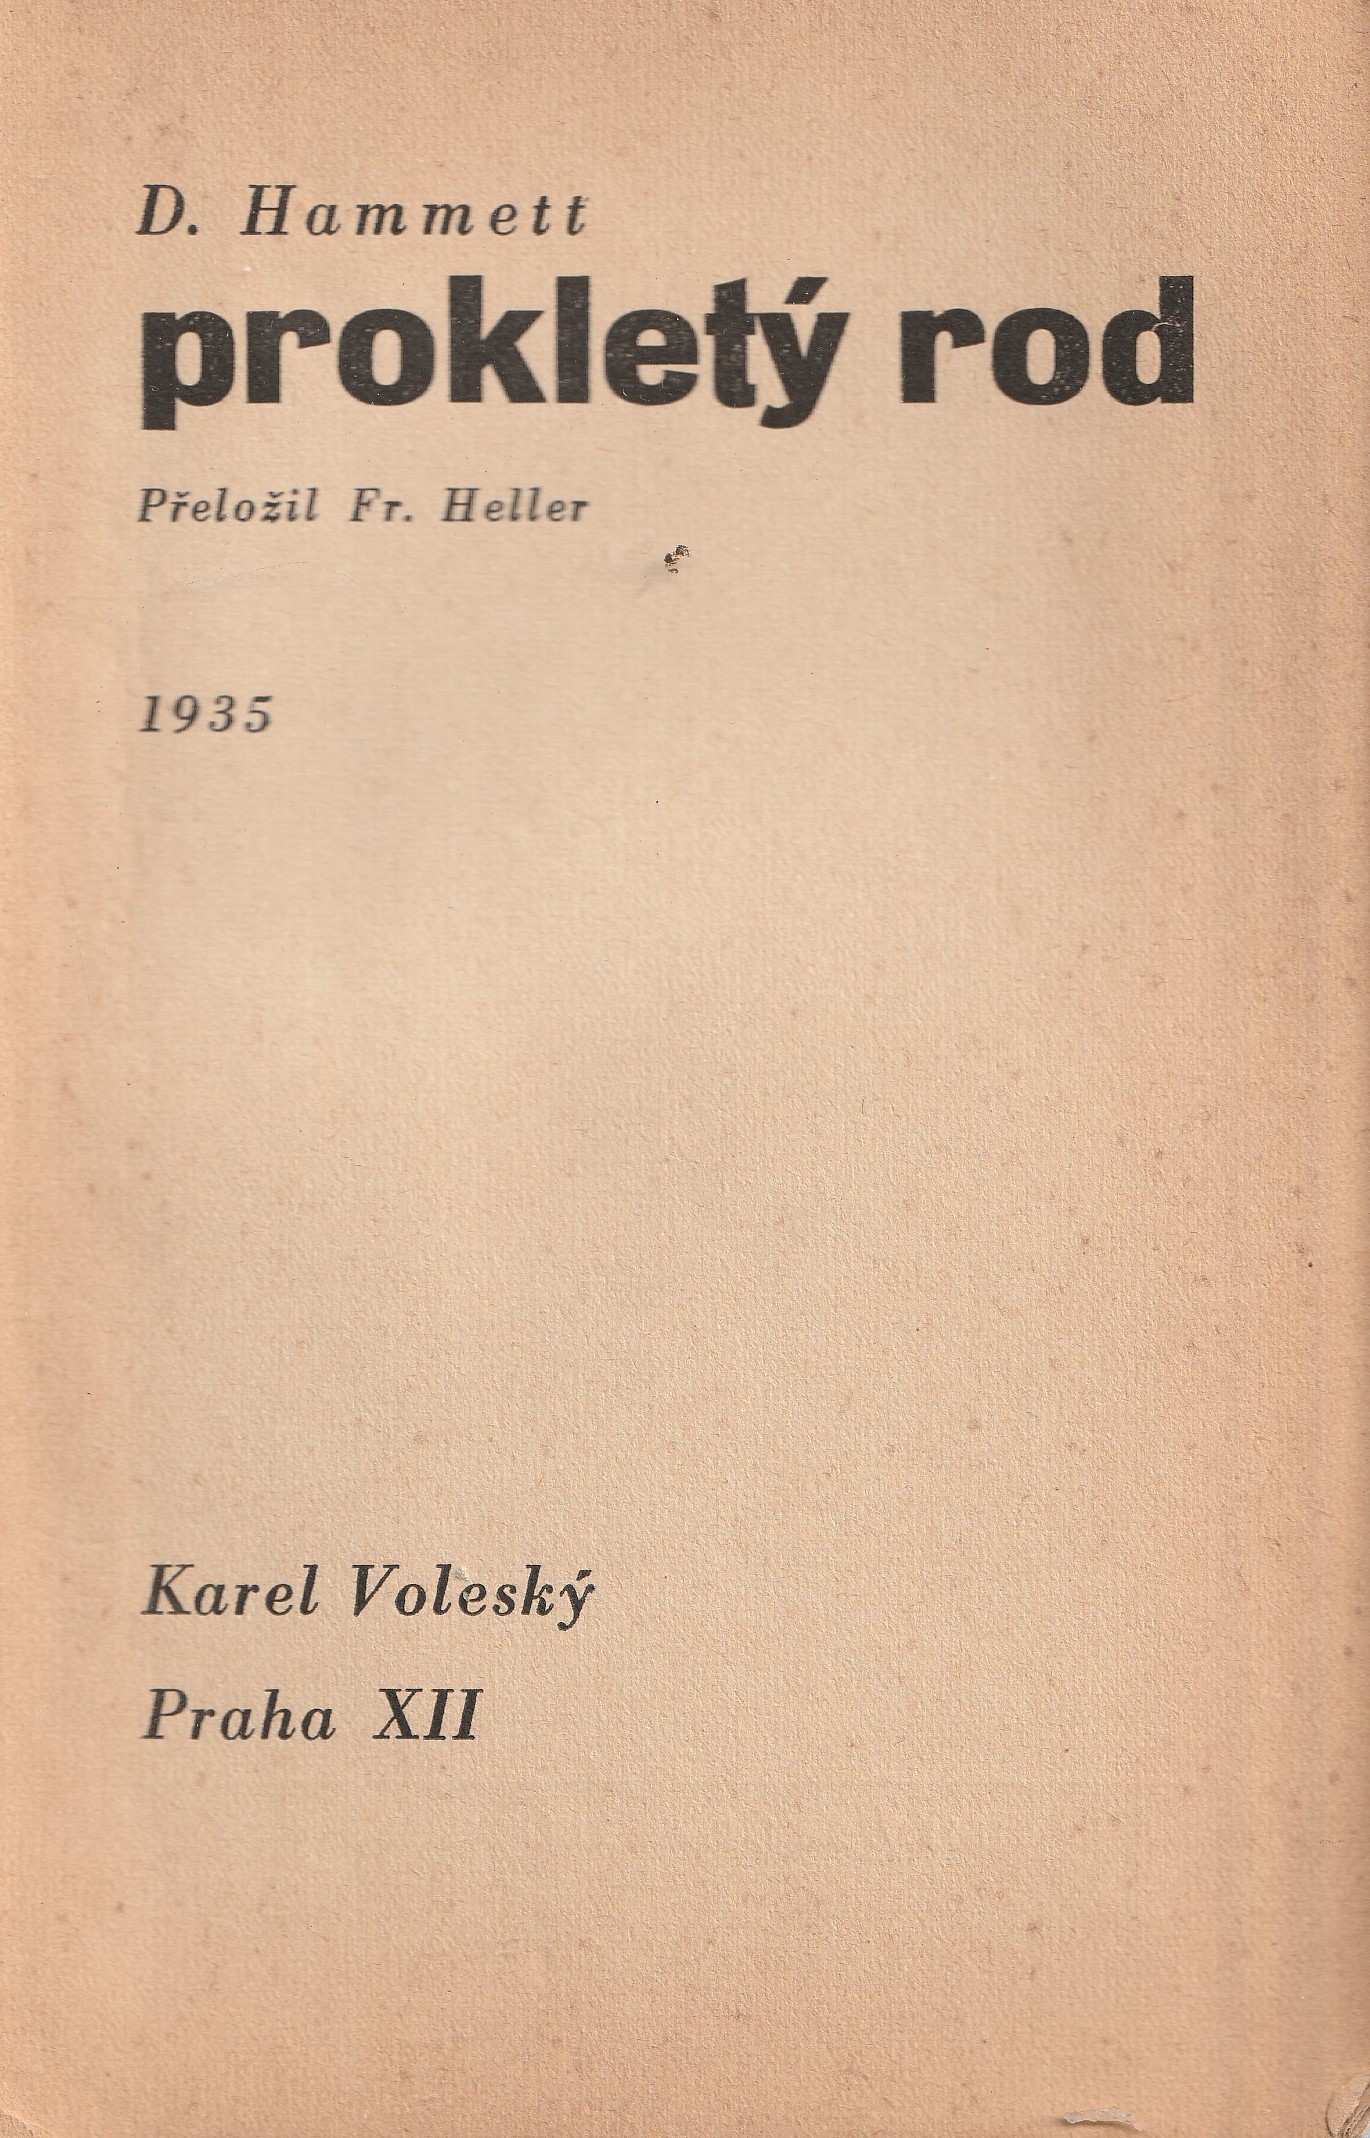 D. Hammett
prokletý rod
Přeložil Fr. Heller
1935
Karel Voleský
Praha XII